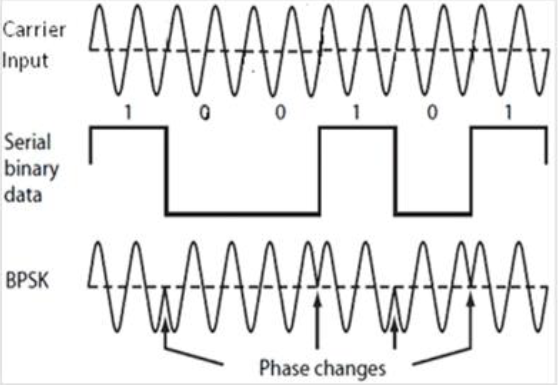 Carrier
Input
1 0 0 1 0 1
Serial
binary
data
BPSK
Phase changes